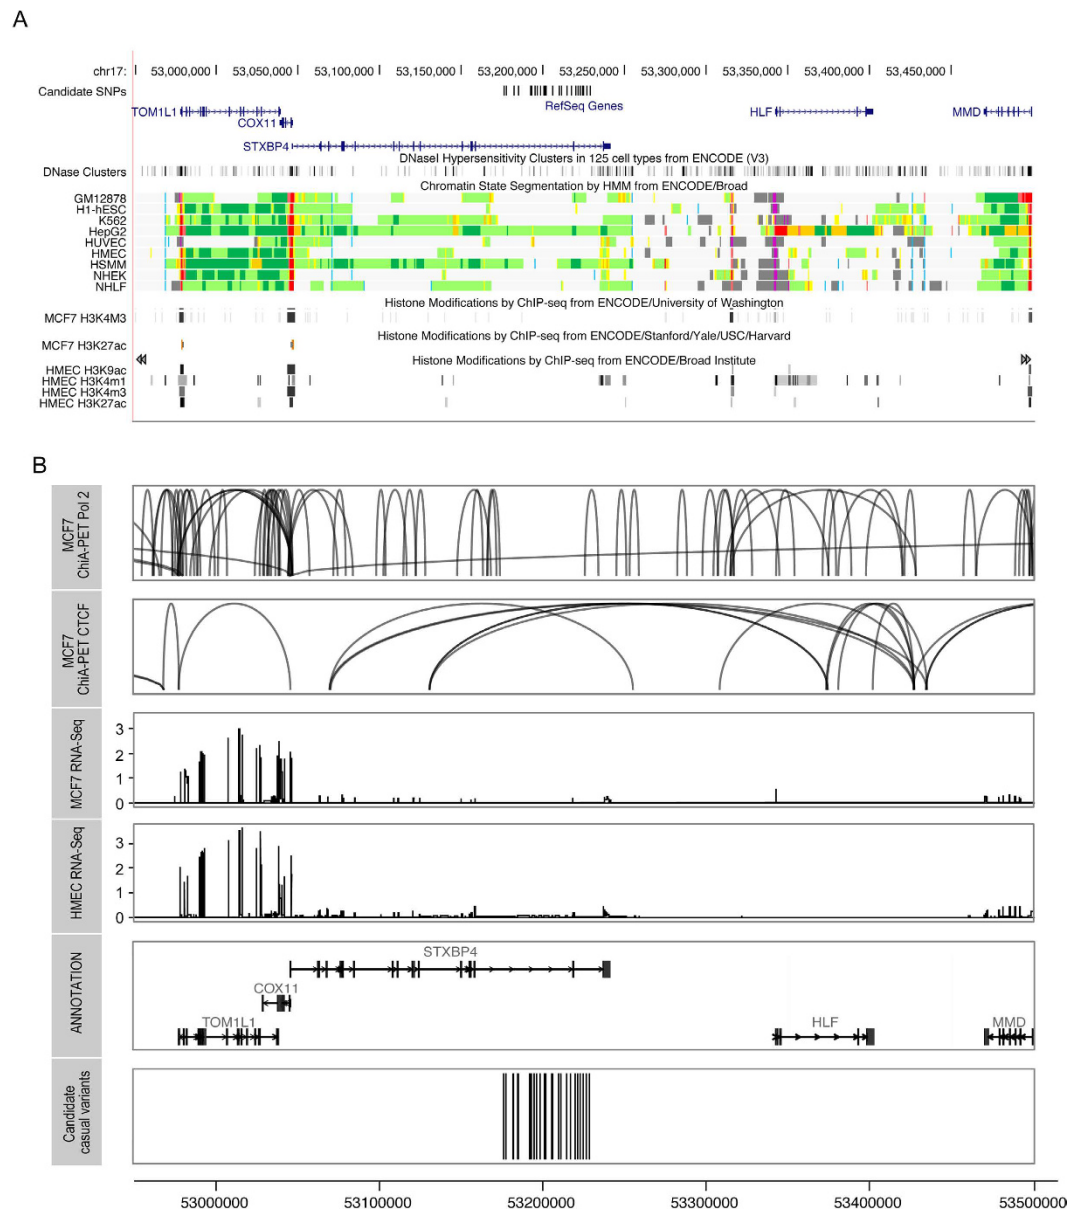 A
chr17: 53,000,000 53,050,000 53,100,000 53,150,000 53,200,000 53,250,000 53,300,000 53,350,000 53,400,000 53,450,000
Candidate SNPs
RefSeq Genes
TOM1L1 HLF MMD
COX11
STXBP4
DNaseI Hypersensitivity Clusters in 125 cell types from ENCODE (V3)
DNase Clusters
Chromatin State Segmentation by HMM from ENCODE/Broad
GM12878
H1-hESC
K562
HepG2
HUVEC
HMEC
HSMM
NHEK
NHLF
Histone Modifications by ChIP-seq from ENCODE/University of Washington
MCF7 H3K4M3
Histone Modifications by ChIP-seq from ENCODE/Stanford/Yale/USC/Harvard
MCF7 H3K27ac
Histone Modifications by ChIP-seq from ENCODE/Broad Institute
HMEC H3K9ac
HMEC H3K4m1
HMEC H3K4m3
HMEC H3K27ac
B
MCF7
ChiA-PET Pol 2
MCF7
ChiA-PET CTCF
MCF7 RNA-Seq
3
2
1
0
HMEC RNA-Seq
3
2
1
0
ANNOTATION
STXBP4
COX11
TOM1L1 HLF MMD
Candidate
casual variants
53000000 53100000 53200000 53300000 53400000 53500000